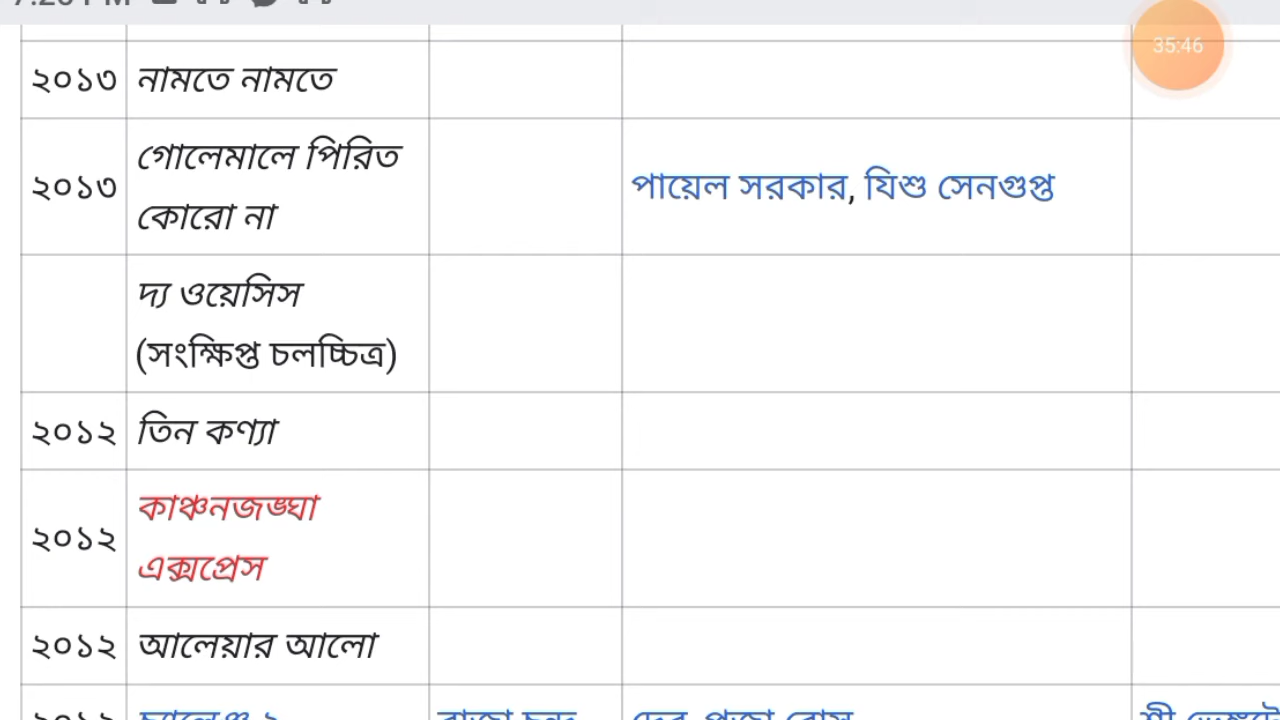 35:46
২০১৩ নামতে নামতে
গোলেমালে পিরিত
২০১৩ পায়েল সরকার, যিশু সেনগুপ্ত
কোরো না
দ্য ওয়েসিস
(সংক্ষিপ্ত চলচ্চিত্র)
২০১২ তিন কণ্যা
কাঞ্চনজঙ্ঘা
২০১২
এক্সপ্রেস
২০১২ আলেয়ার আলো